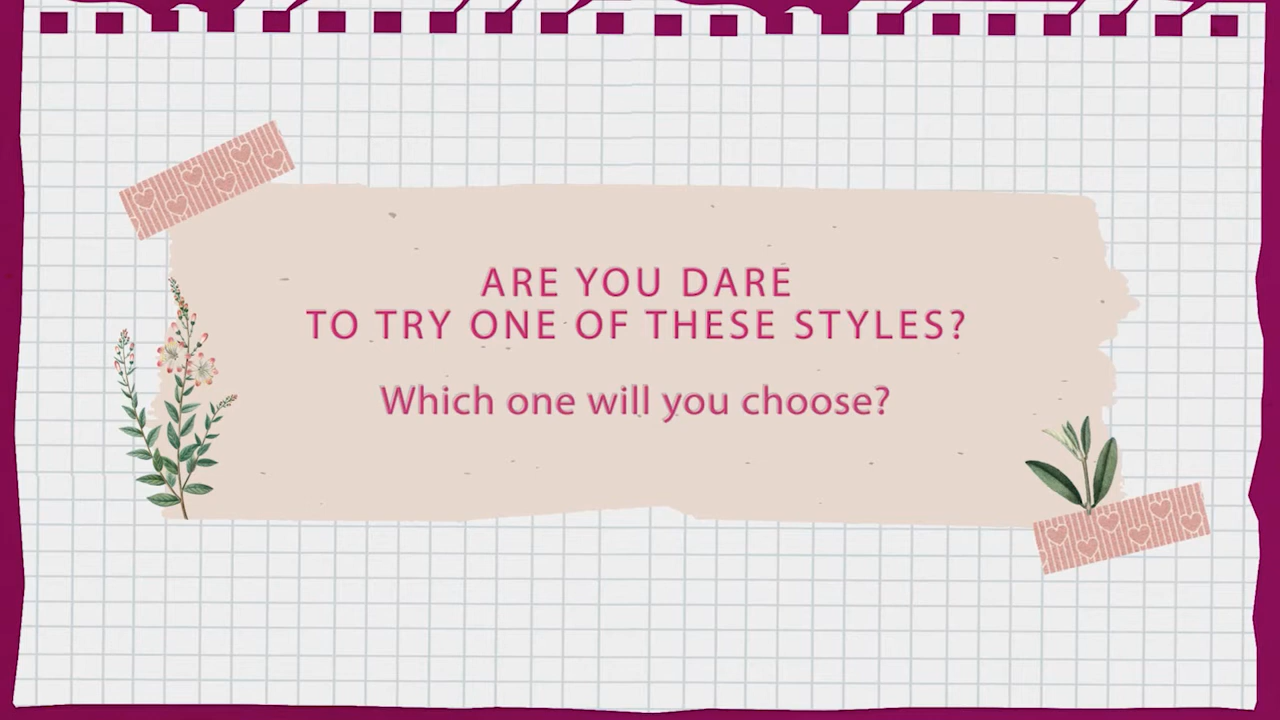 ARE YOU DARE
TO TRY ONE OF THESE STYLES?
Which one will you choose?